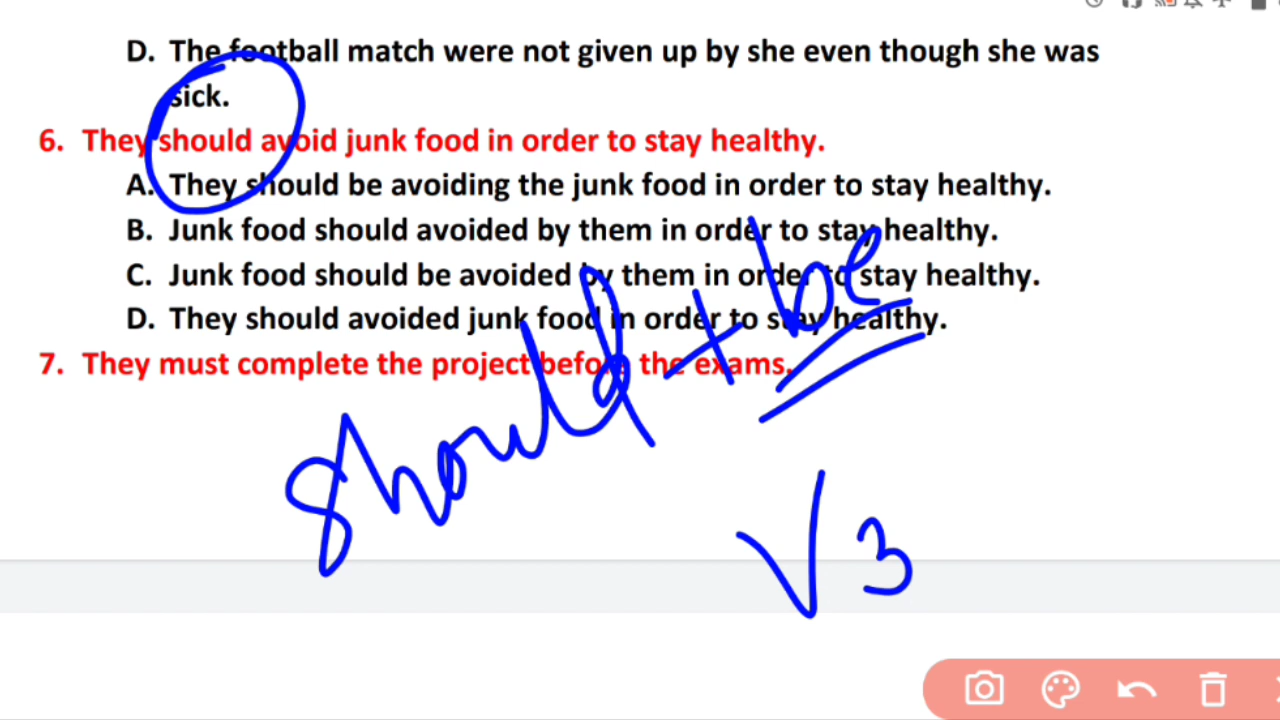 D. The football match were not given up by she even though she was
sick.
6. They should avoid junk food in order to stay healthy.
A. They should be avoiding the junk food in order to stay healthy.
B. Junk food should avoided by them in order to stay healthy.
C. Junk food should be avoided by them in order to stay healthy.
D. They should avoided junk food in order to stay healthy.
7. They must complete the project before the exams.
should + be
V3